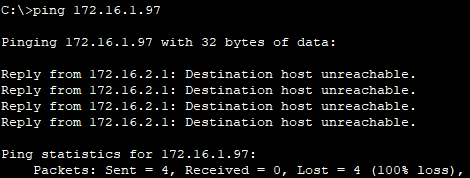 C:\>ping 172.16.1.97
Pinging 172.16.1.97 with 32 bytes of data:
Reply from 172.16.2.1: Destination host unreachable.
Reply from 172.16.2.1: Destination host unreachable.
Reply from 172.16.2.1: Destination host unreachable.
Reply from 172.16.2.1: Destination host unreachable.
Ping statistics for 172.16.1.97:
    Packets: Sent = 4, Received = 0, Lost = 4 (100% loss),